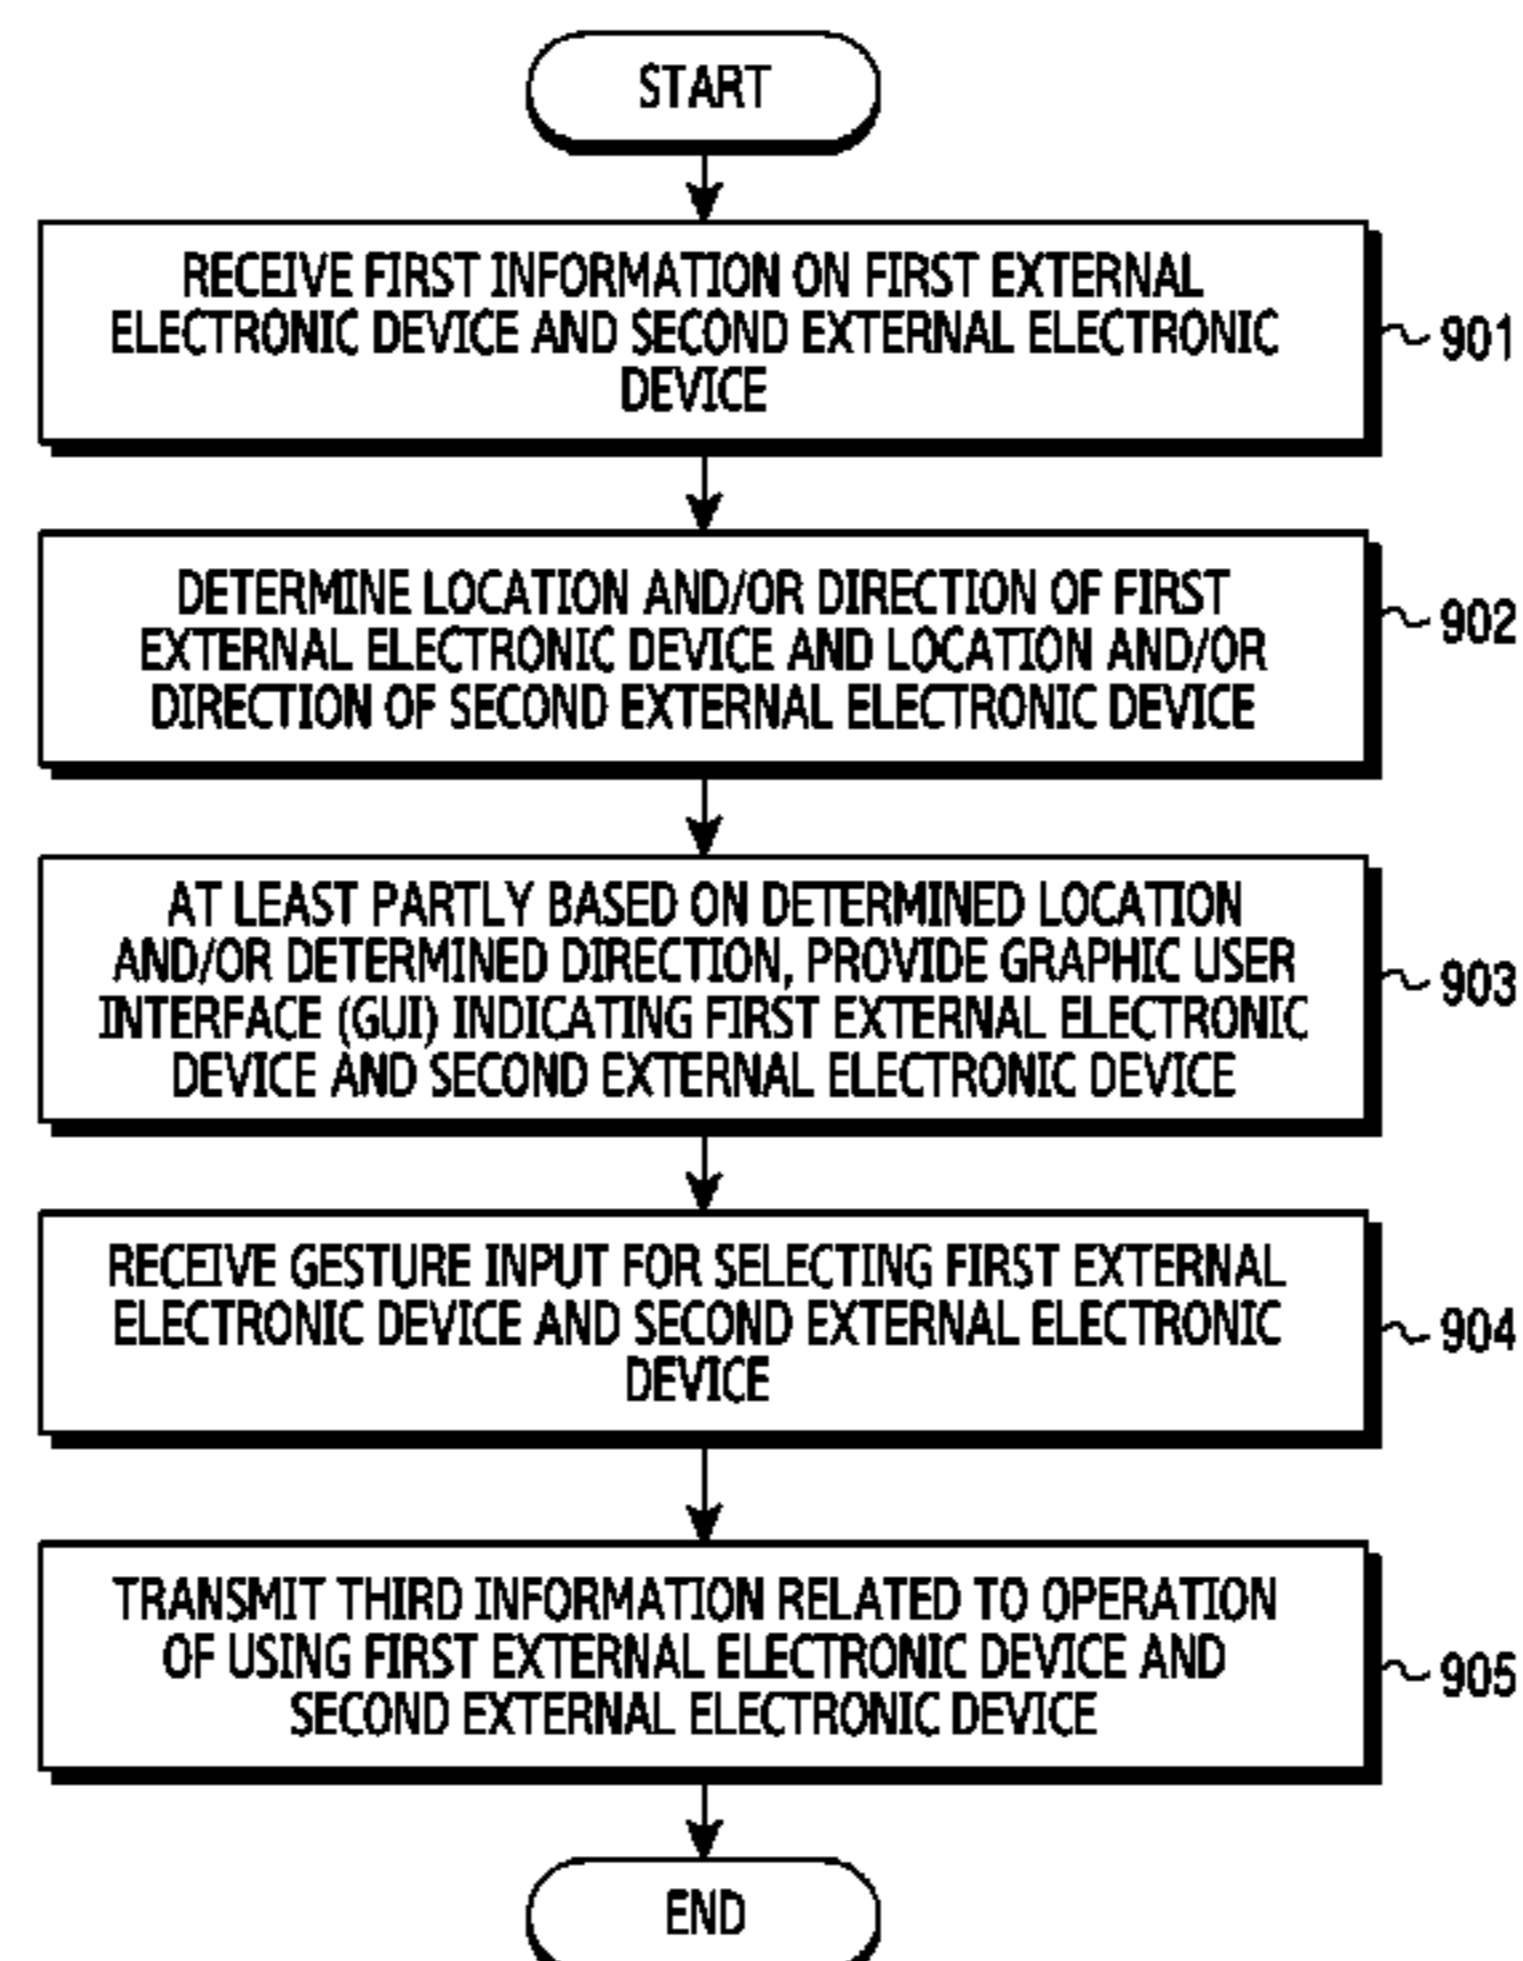 START
RECEIVE FIRST INFORMATION ON FIRST EXTERNAL
ELECTRONIC DEVICE AND SECOND EXTERNAL ELECTRONIC
DEVICE
901
DETERMINE LOCATION AND/OR DIRECTION OF FIRST
EXTERNAL ELECTRONIC DEVICE AND LOCATION AND/OR
DIRECTION OF SECOND EXTERNAL ELECTRONIC DEVICE
902
AT LEAST PARTLY BASED ON DETERMINED LOCATION
AND/OR DETERMINED DIRECTION, PROVIDE GRAPHIC USER
INTERFACE (GUI) INDICATING FIRST EXTERNAL ELECTRONIC
DEVICE AND SECOND EXTERNAL ELECTRONIC DEVICE
903
RECEIVE GESTURE INPUT FOR SELECTING FIRST EXTERNAL
ELECTRONIC DEVICE AND SECOND EXTERNAL ELECTRONIC
DEVICE
904
TRANSMIT THIRD INFORMATION RELATED TO OPERATION
OF USING FIRST EXTERNAL ELECTRONIC DEVICE AND
SECOND EXTERNAL ELECTRONIC DEVICE
905
END